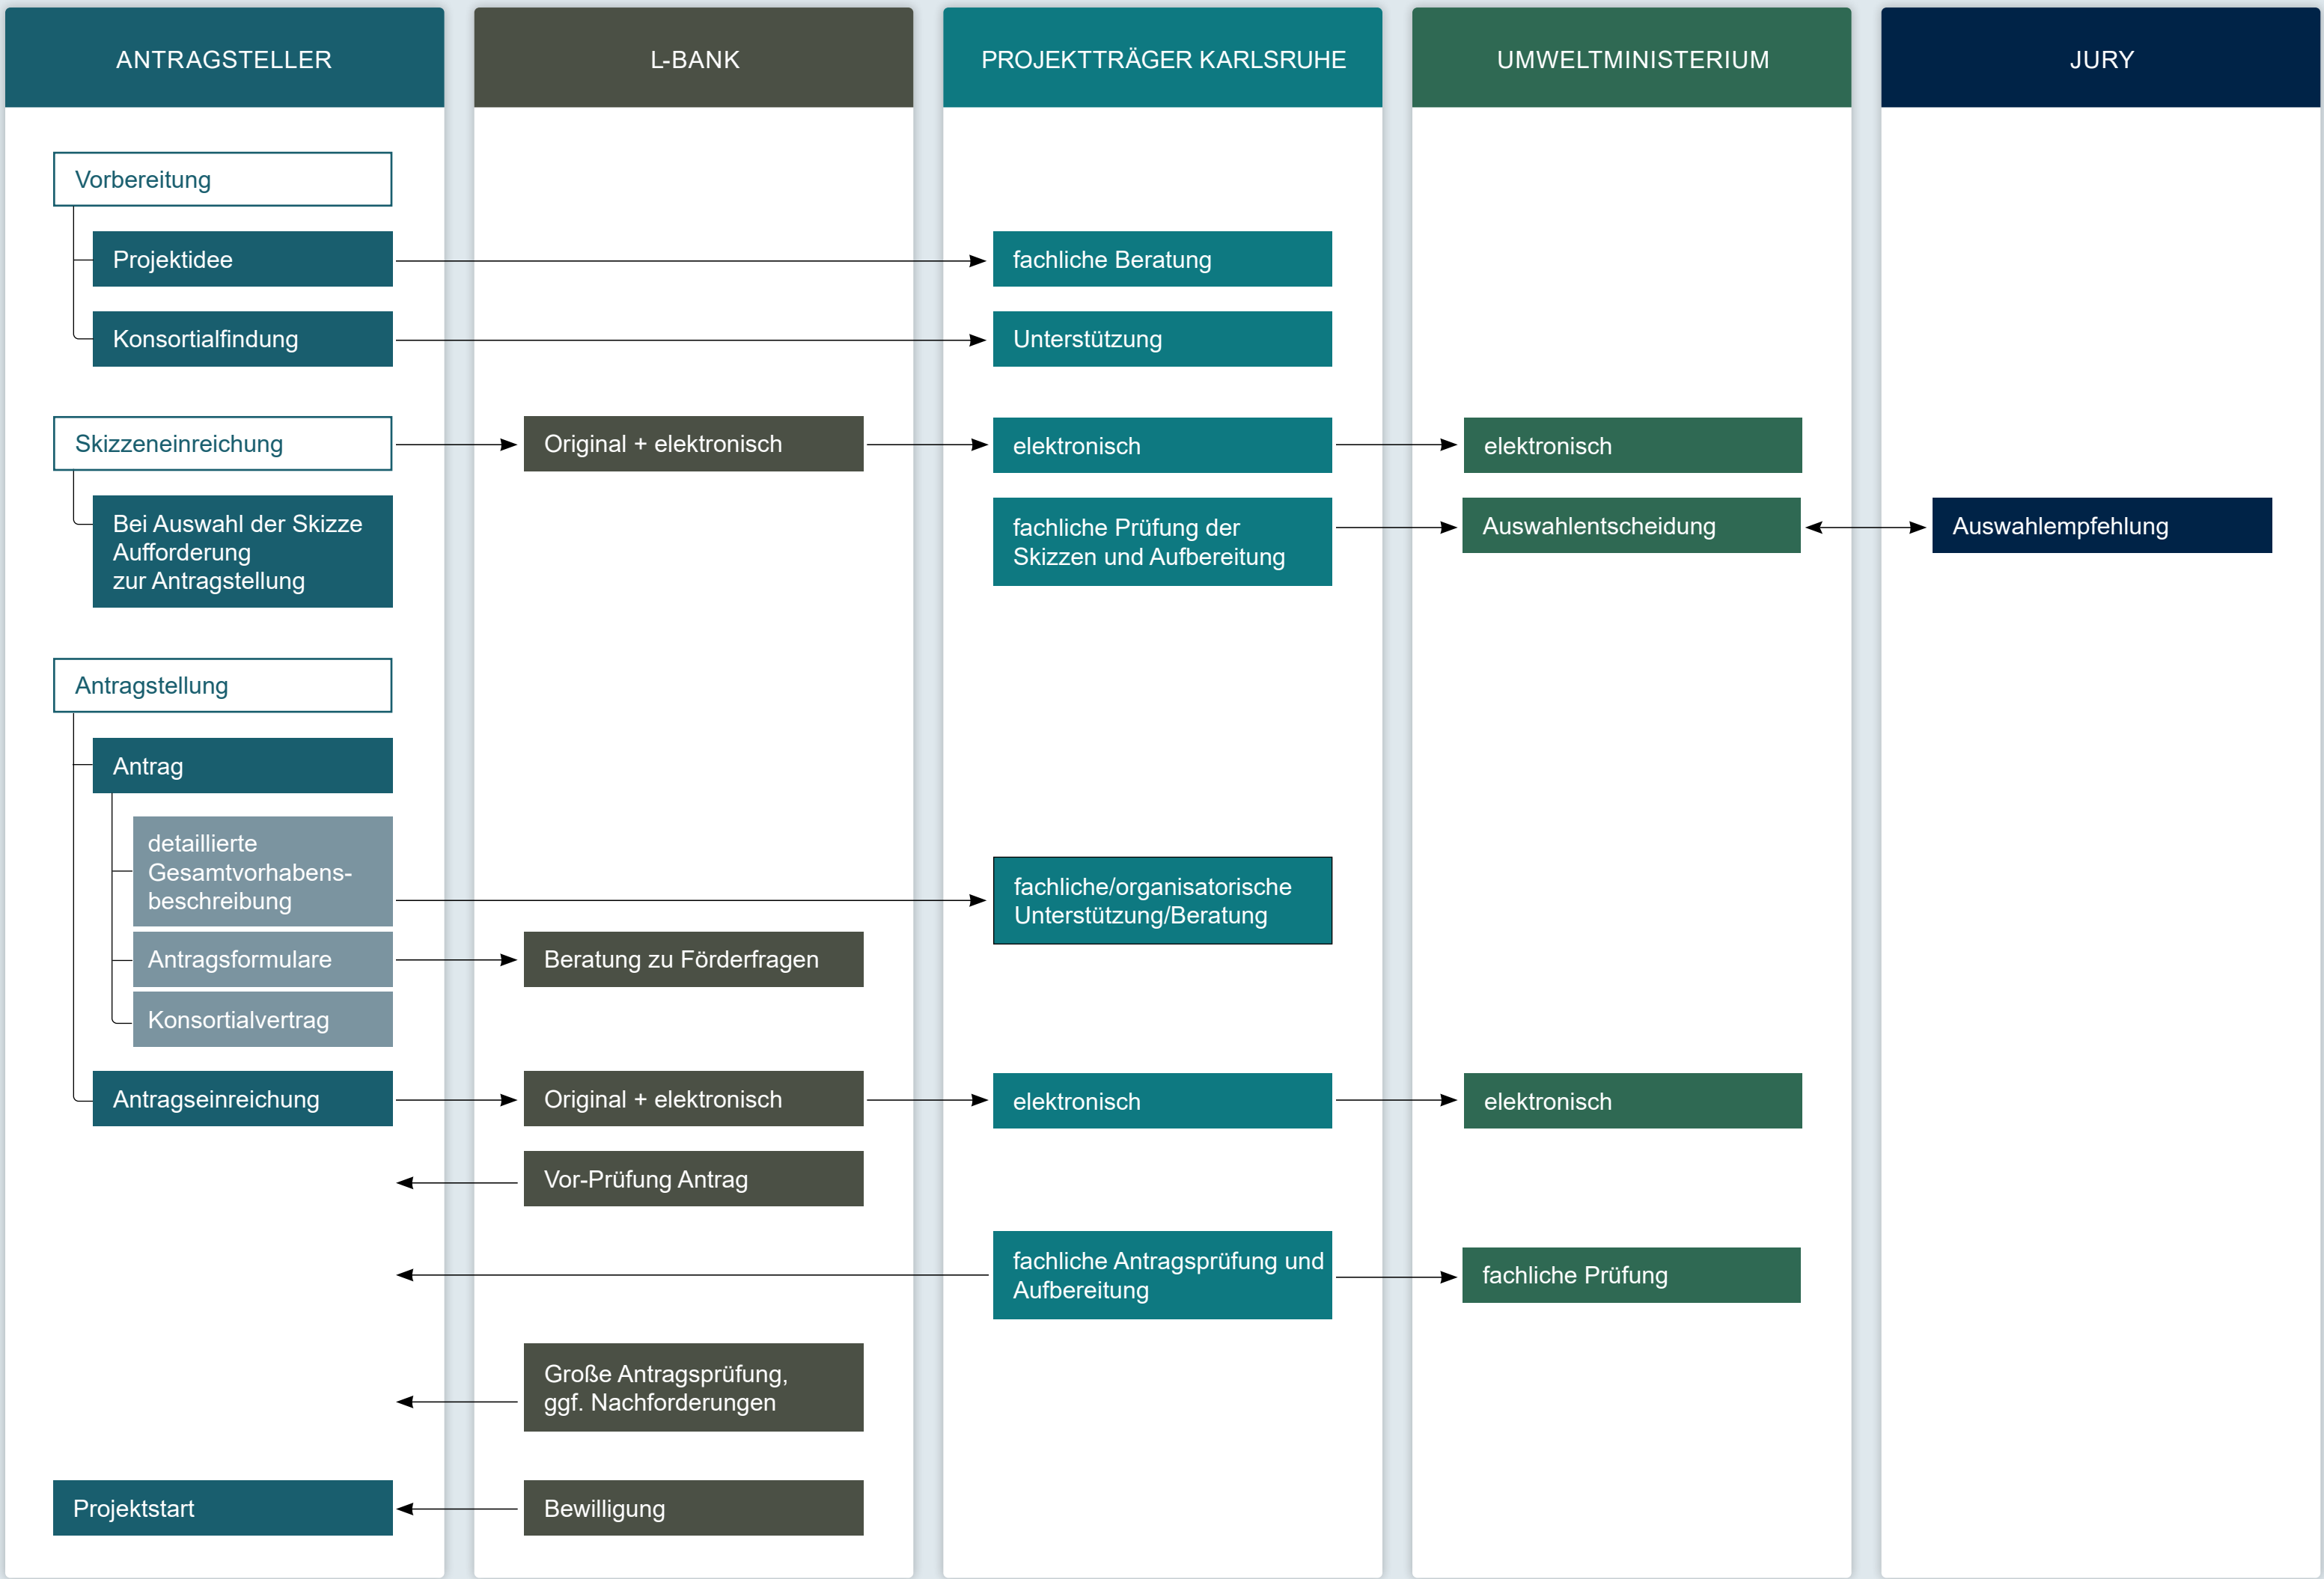 ANTRAGSTELLER
L-BANK
PROJEKTTRÄGER KARLSRUHE
UMWELTMINISTERIUM
JURY
Vorbereitung
Projektidee
fachliche Beratung
Konsortialfindung
Unterstützung
Skizzeneinreichung
Original + elektronisch
elektronisch
elektronisch
Bei Auswahl der Skizze
Aufforderung
zur Antragstellung
fachliche Prüfung der
Skizzen und Aufbereitung
Auswahlentscheidung
Auswahlempfehlung
Antragstellung
Antrag
detaillierte
Gesamtvorhabens-
beschreibung
fachliche/organisatorische
Unterstützung/Beratung
Antragsformulare
Beratung zu Förderfragen
Konsortialvertrag
Antragseinreichung
Original + elektronisch
elektronisch
elektronisch
Vor-Prüfung Antrag
fachliche Antragsprüfung und
Aufbereitung
fachliche Prüfung
Große Antragsprüfung,
ggf. Nachforderungen
Projektstart
Bewilligung